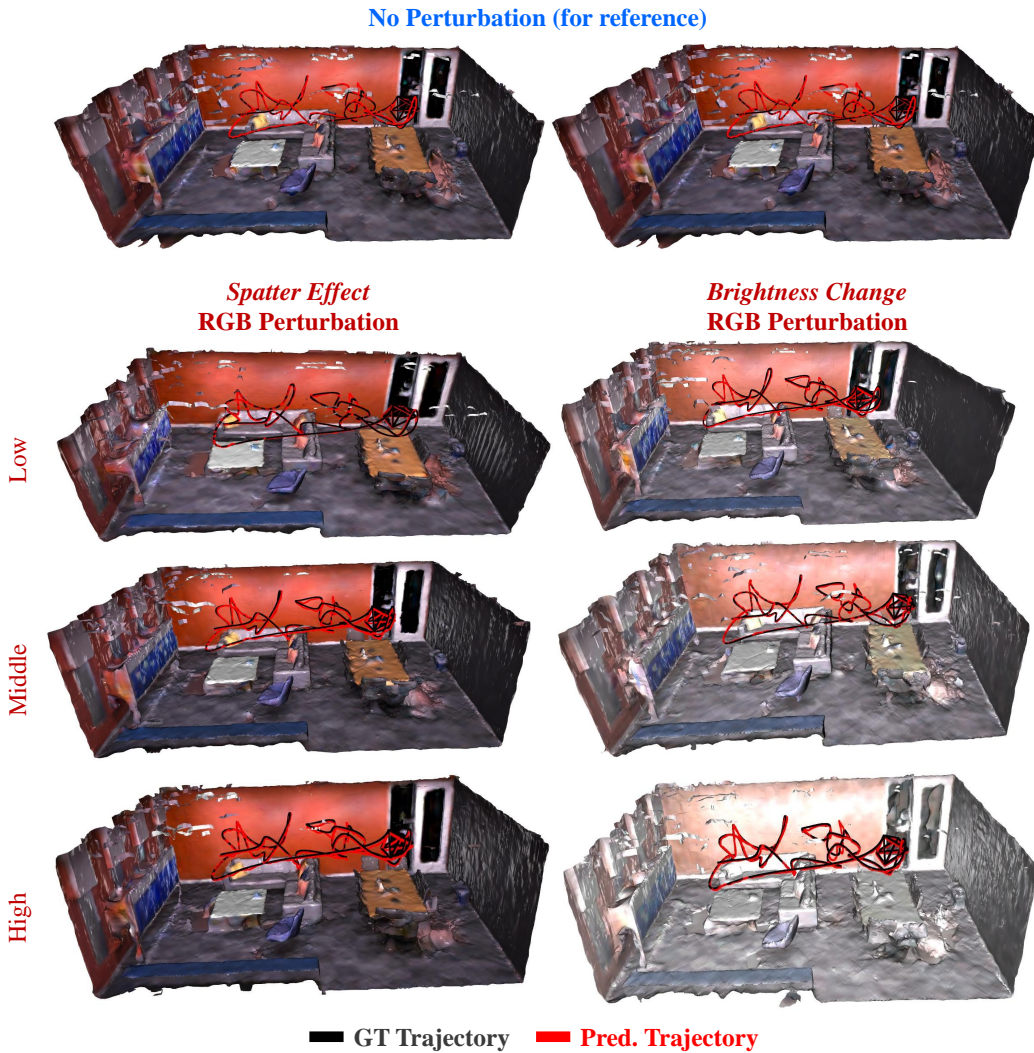 No Perturbation (for reference)
Spatter Effect
RGB Perturbation
Brightness Change
RGB Perturbation
Low
Middle
High
GT Trajectory
Pred. Trajectory